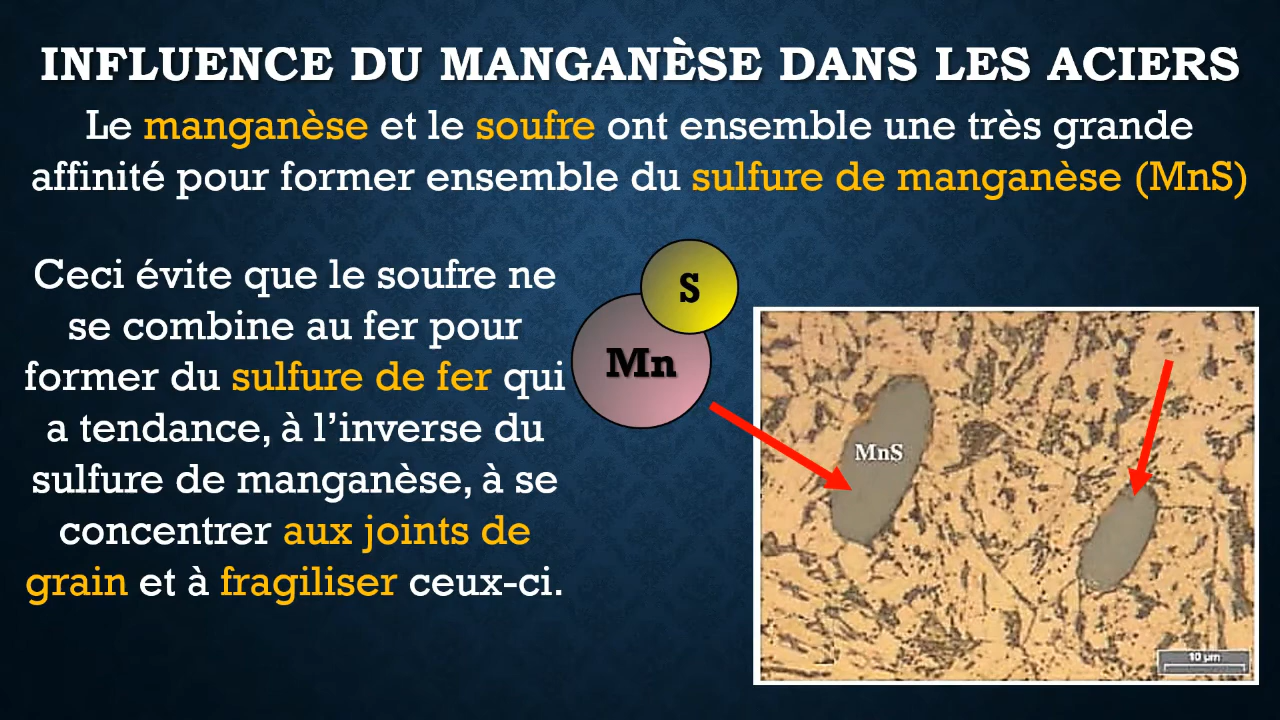 INFLUENCE DU MANGANÈSE DANS LES ACIERS
Le manganèse et le soufre ont ensemble une très grande
affinité pour former ensemble du sulfure de manganèse (MnS)
Ceci évite que le soufre ne
se combine au fer pour
former du sulfure de fer qui
a tendance, à l’inverse du
sulfure de manganèse, à se
concentrer aux joints de
grain et à fragiliser ceux-ci.
S
Mn
MnS
10 µm